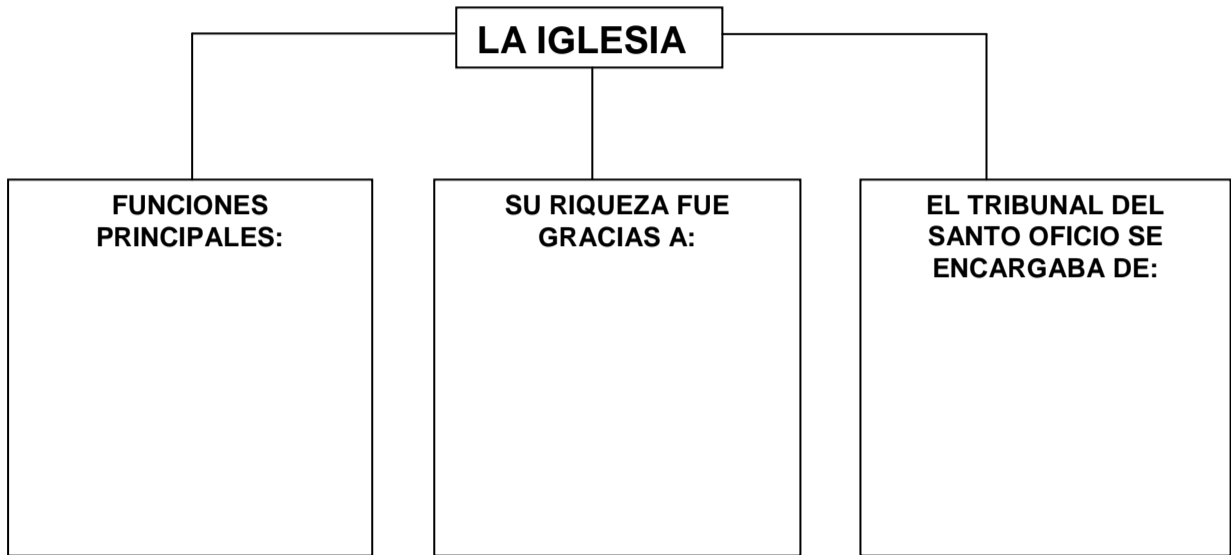 LA IGLESIA
FUNCIONES
PRINCIPALES:
SU RIQUEZA FUE
GRACIAS A:
EL TRIBUNAL DEL
SANTO OFICIO SE
ENCARGABA DE: